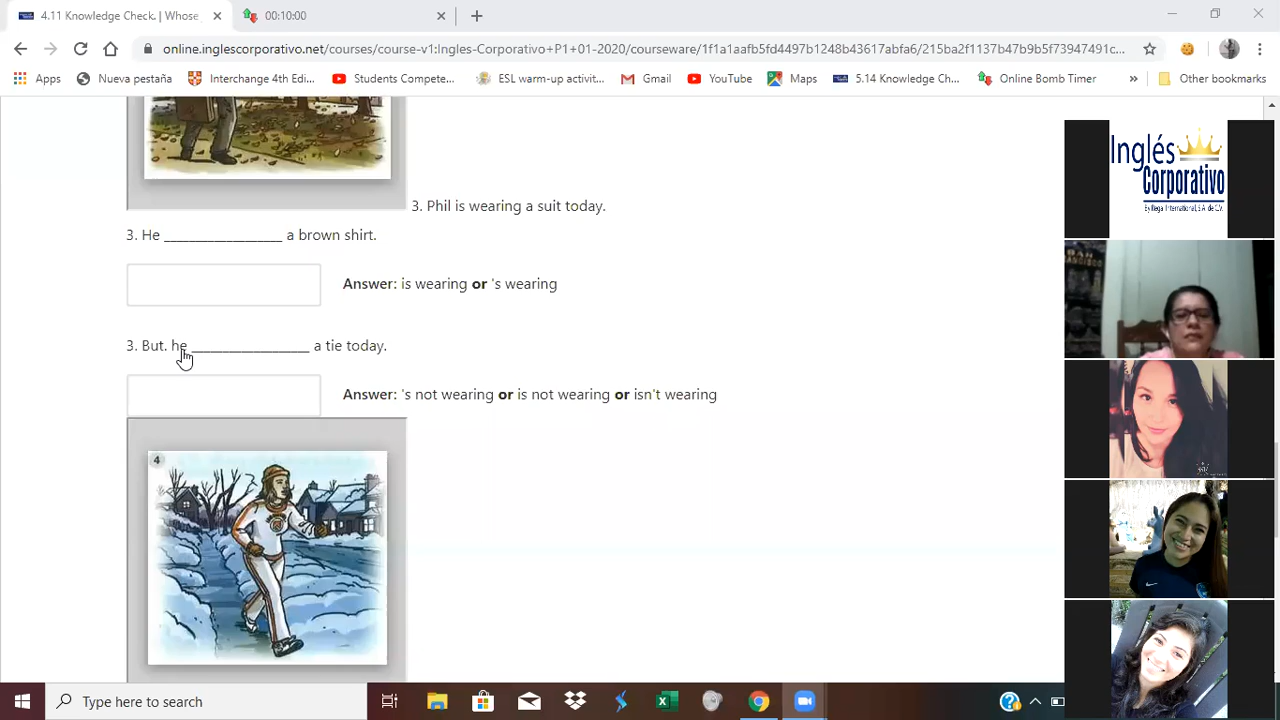 4.11 Knowledge Check. | Whose
00:10:00
online.inglescorporativo.net/courses/course-v1:Ingles-Corporativo+P1+01-2020/courseware/1f1a1aafb5fd4497b1248b43617abfa6/215ba2f1137b47b9b5f73947491c...
Apps Nueva pestaña Interchange 4th Edi... Students Compete... ESL warm-up activit... Gmail YouTube Maps 5.14 Knowledge Ch... Online Bomb Timer » Other bookmarks
3. Phil is wearing a suit today.
3. He __________________ a brown shirt.
Answer: is wearing or 's wearing
3. But. he __________________ a tie today.
Answer: 's not wearing or is not wearing or isn't wearing
4
Inglés
Corporativo
Type here to search